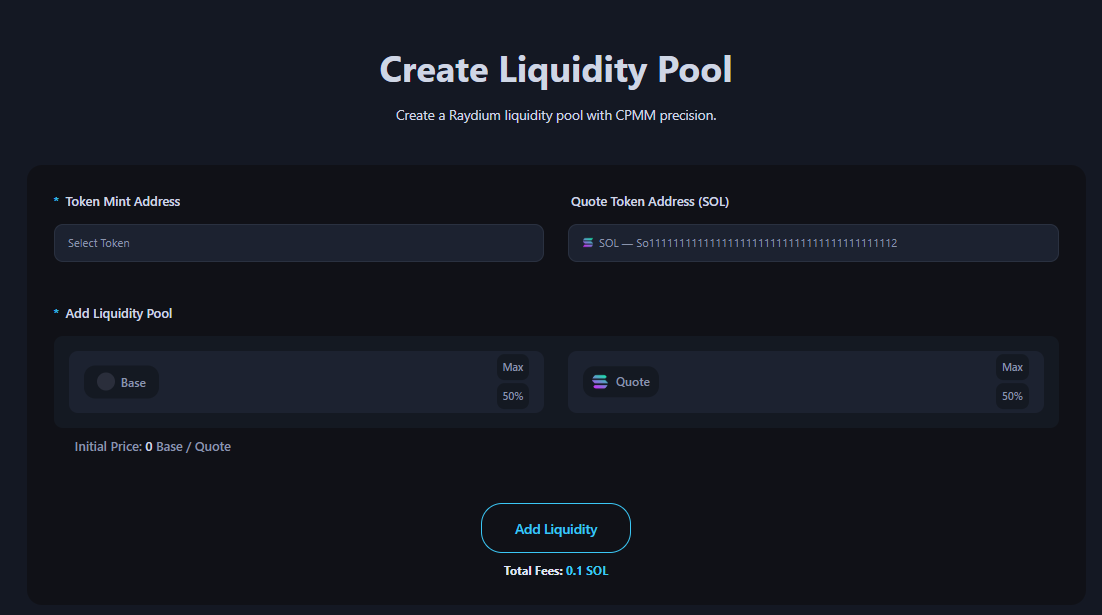 Create Liquidity Pool
Create a Raydium liquidity pool with CPMM precision.
* Token Mint Address
Quote Token Address (SOL)
Select Token
SOL — So11111111111111111111111111111111111111112
* Add Liquidity Pool
Base
Max
50%
Quote
Max
50%
Initial Price: 0 Base / Quote
Add Liquidity
Total Fees: 0.1 SOL